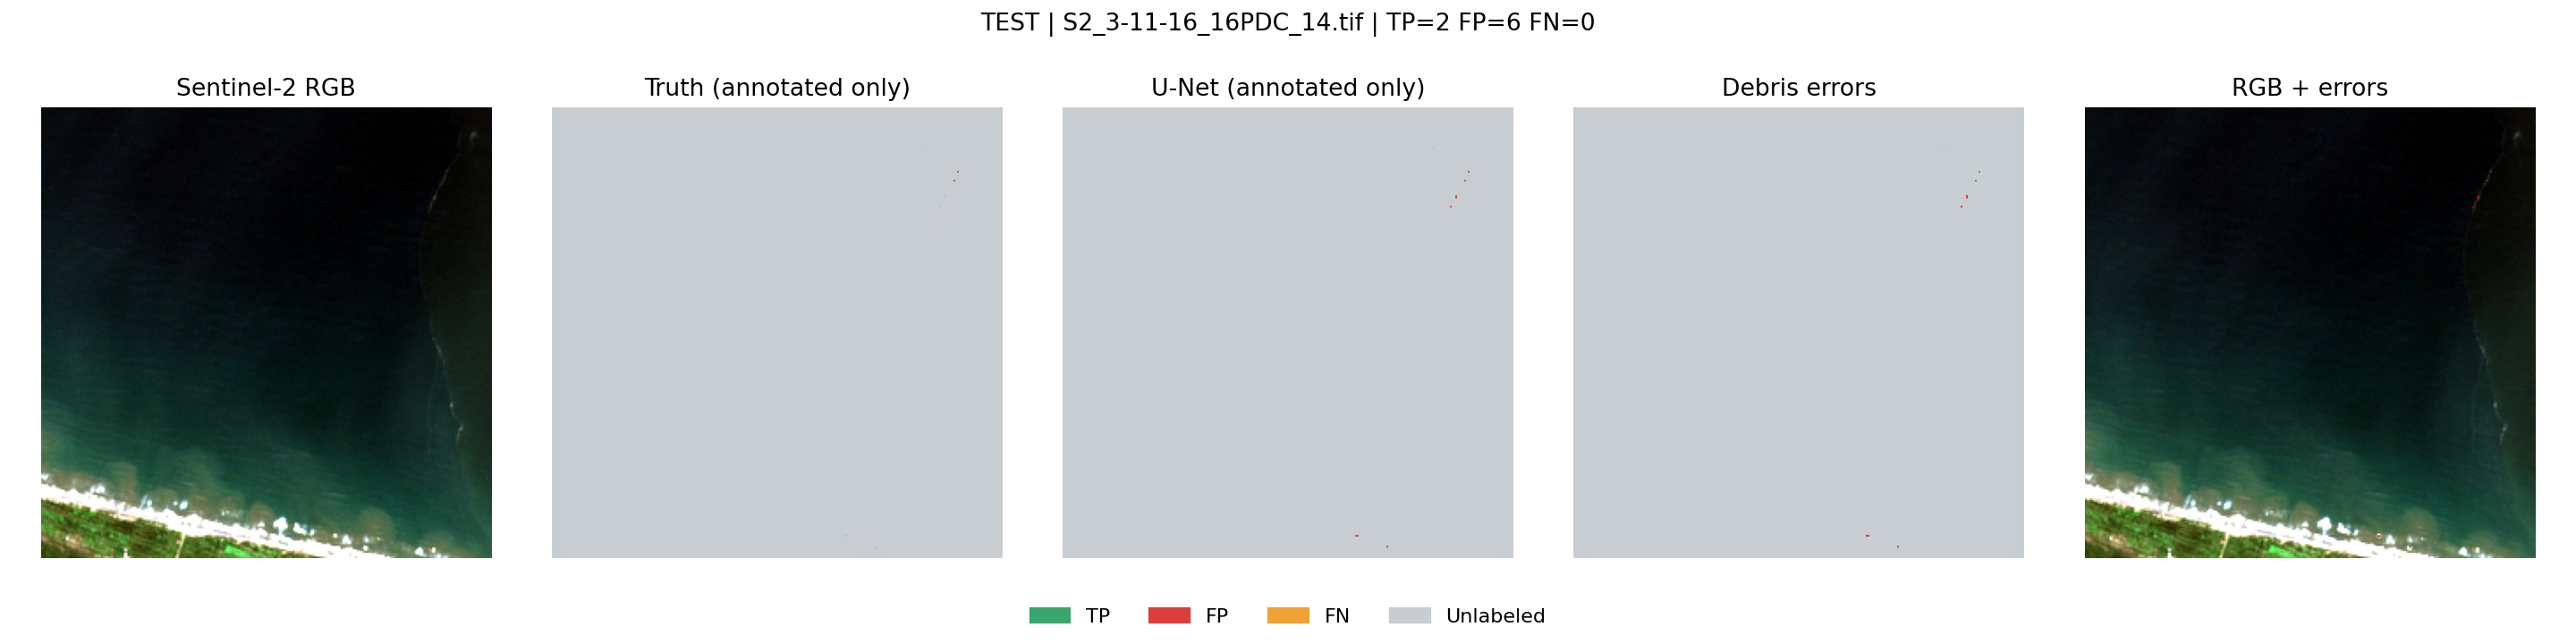 TEST | S2_3-11-16_16PDC_14.tif | TP=2 FP=6 FN=0
Sentinel-2 RGB
Truth (annotated only)
U-Net (annotated only)
Debris errors
RGB + errors
TP
FP
FN
Unlabeled